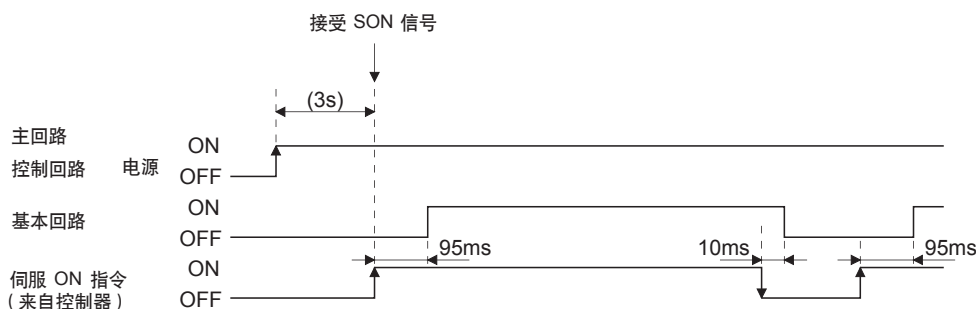 接受 SON 信号
(3s)
主回路
控制回路 电源
ON
OFF
基本回路
ON
OFF
95ms
10ms
95ms
伺服 ON 指令
( 来自控制器 )
ON
OFF